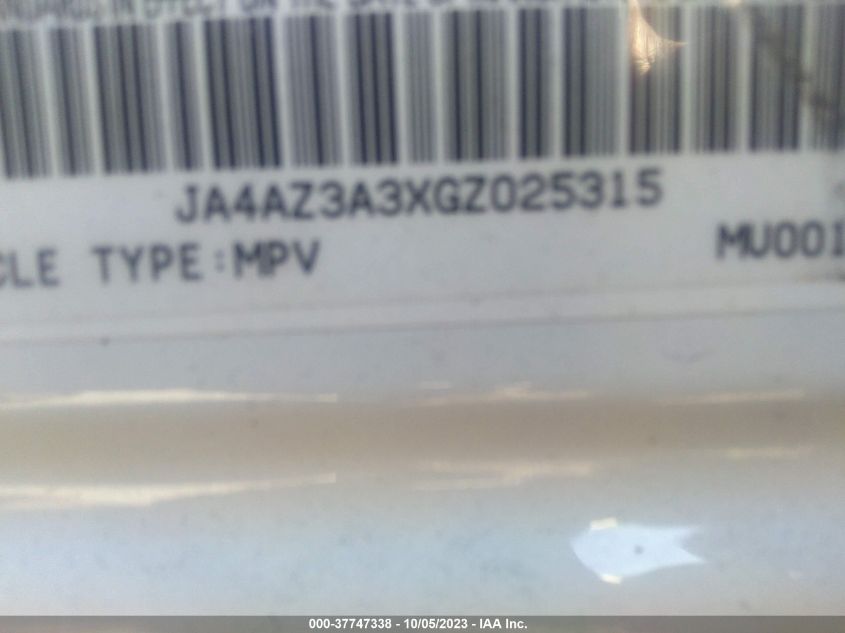 JA4AZ3A3XGZ025315
CLE TYPE:MPV MU001
000-37747338 - 10/05/2023 - IAA Inc.